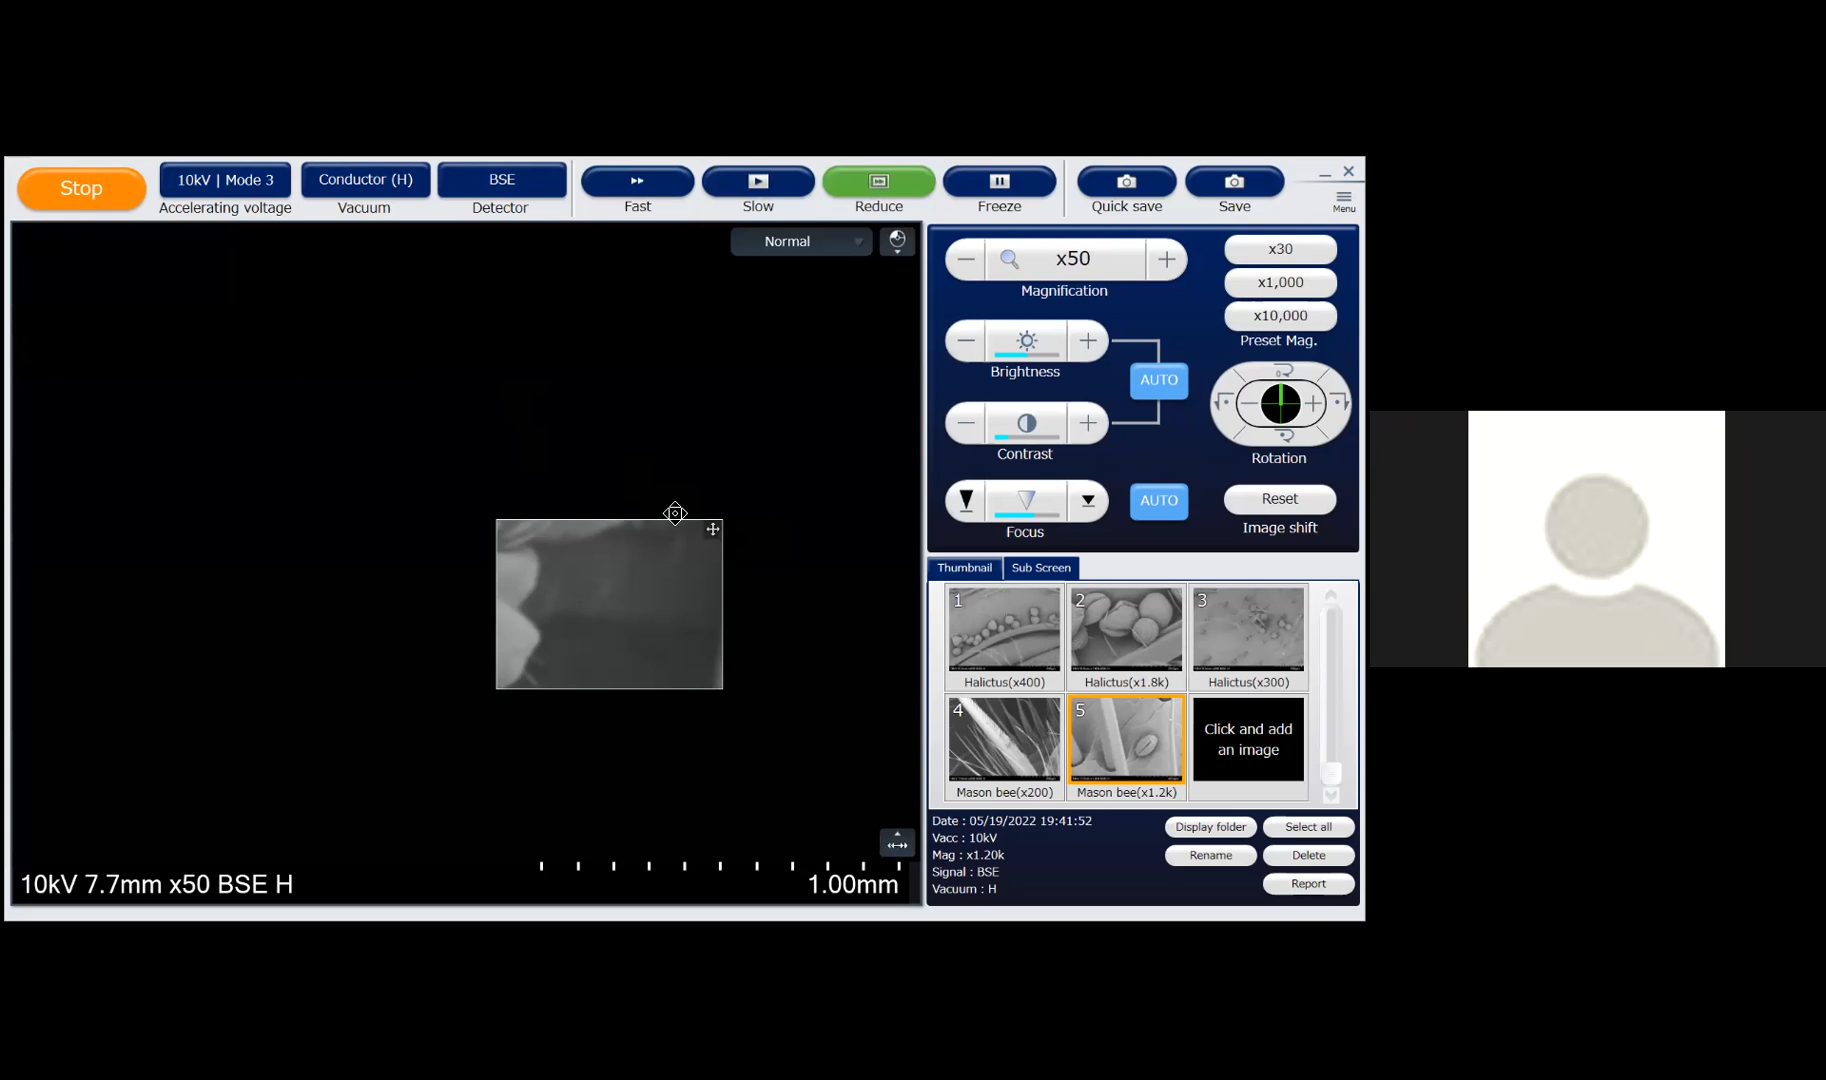 Stop
10kV | Mode 3
Accelerating voltage
Conductor (H)
Vacuum
BSE
Detector
Fast
Slow
Reduce
Freeze
Quick save
Save
Menu
Normal
x50
Magnification
x30
x1,000
x10,000
Preset Mag.
Brightness
AUTO
Contrast
0
Rotation
AUTO
Focus
Reset
Image shift
Thumbnail
Sub Screen
1
2
3
Halictus(x400)
Halictus(x1.8k)
Halictus(x300)
4
5
Click and add
an image
Mason bee(x200)
Mason bee(x1.2k)
Date : 05/19/2022 19:41:52
Vacc : 10kV
Mag : x1.20k
Signal : BSE
Vacuum : H
Display folder
Select all
Rename
Delete
Report
10kV 7.7mm x50 BSE H
1.00mm